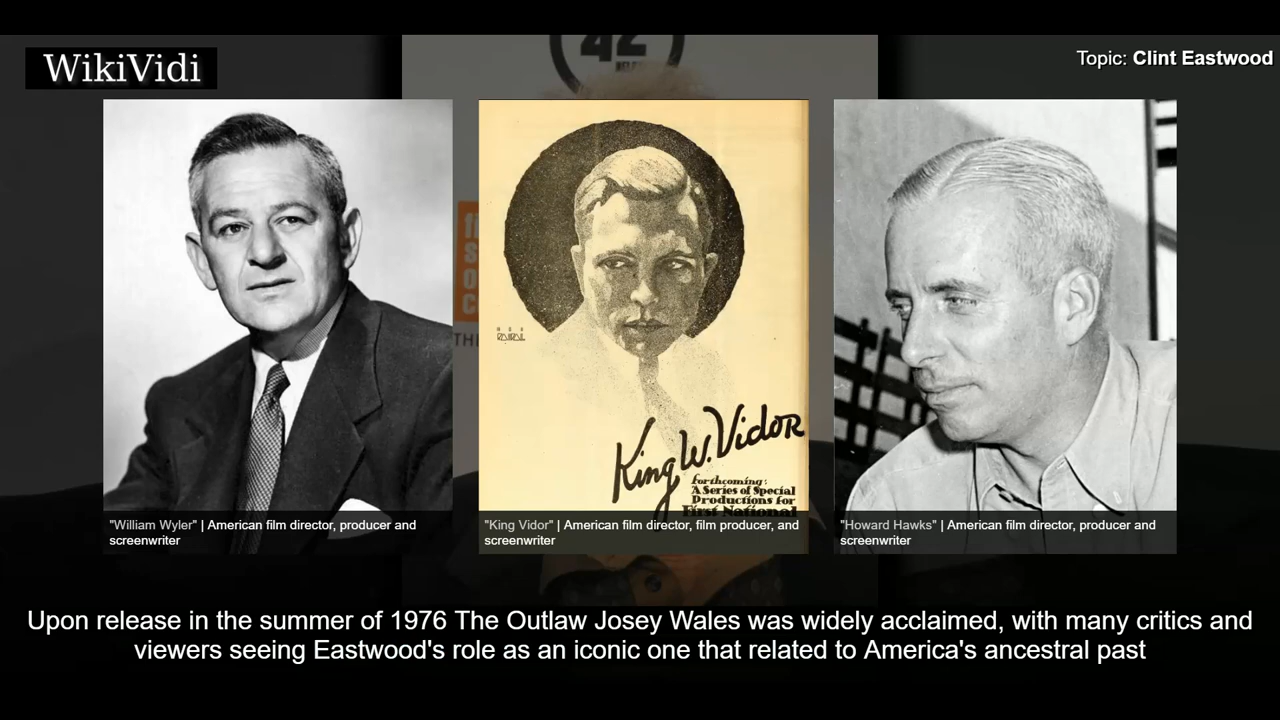 42
WikiVidi
Topic: Clint Eastwood
TH
King W. Vidor
forthcoming:
A Series of Special
Productions for
First National
"William Wyler" | American film director, producer and
screenwriter
"King Vidor" | American film director, film producer, and
screenwriter
"Howard Hawks" | American film director, producer and
screenwriter
Upon release in the summer of 1976 The Outlaw Josey Wales was widely acclaimed, with many critics and
viewers seeing Eastwood's role as an iconic one that related to America's ancestral past